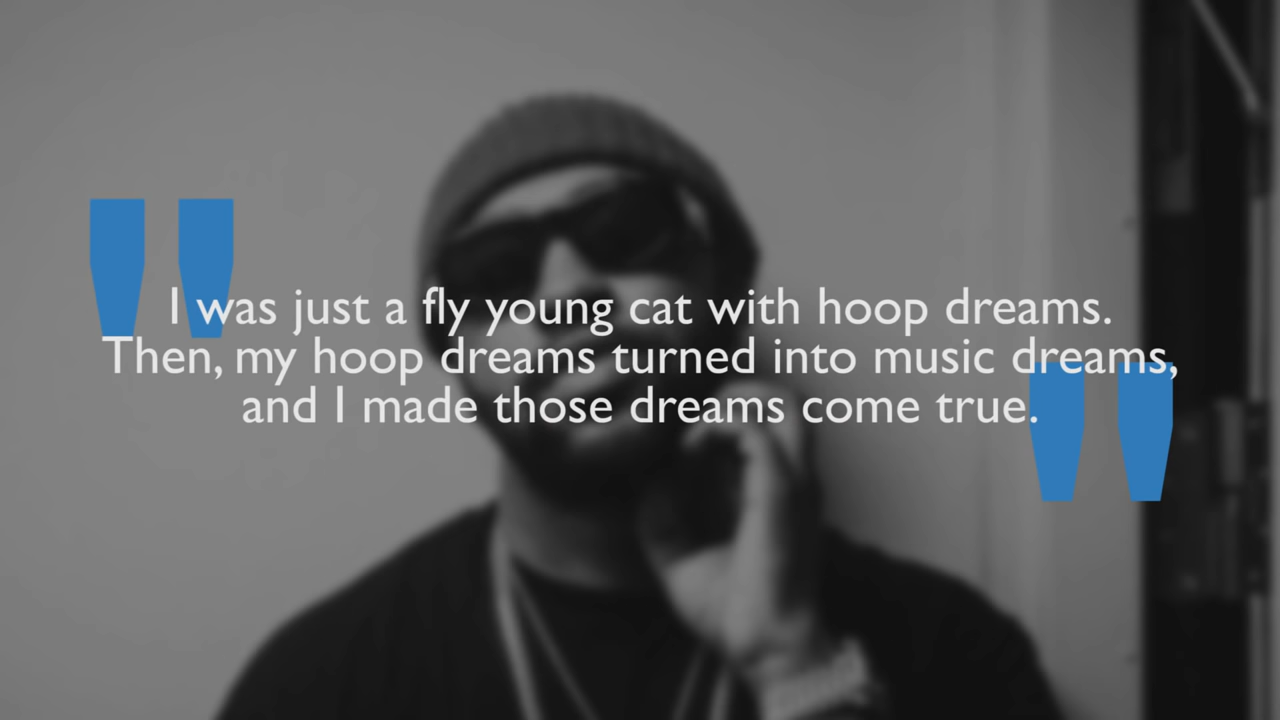 I was just a fly young cat with hoop dreams.
Then, my hoop dreams turned into music dreams,
and I made those dreams come true.